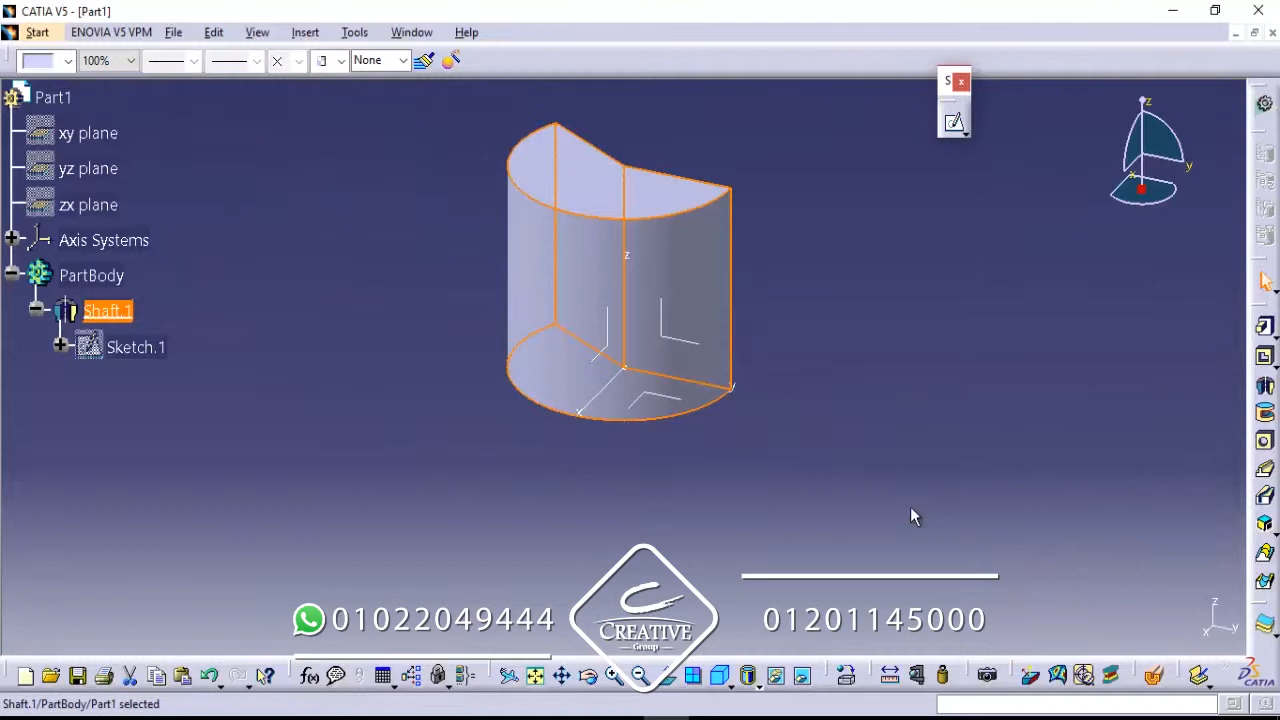 CATIA V5 - [Part1]
Start ENOVIA V5 VPM File Edit View Insert Tools Window Help
100% None
S
Part1
xy plane
yz plane
zx plane
Axis Systems
PartBody
Shaft.1
Sketch.1
z
y
x
z
x
y
z
x
y
01022049444
CREATIVE
Group
01201145000
f(x)
CATIA
Shaft.1/PartBody/Part1 selected